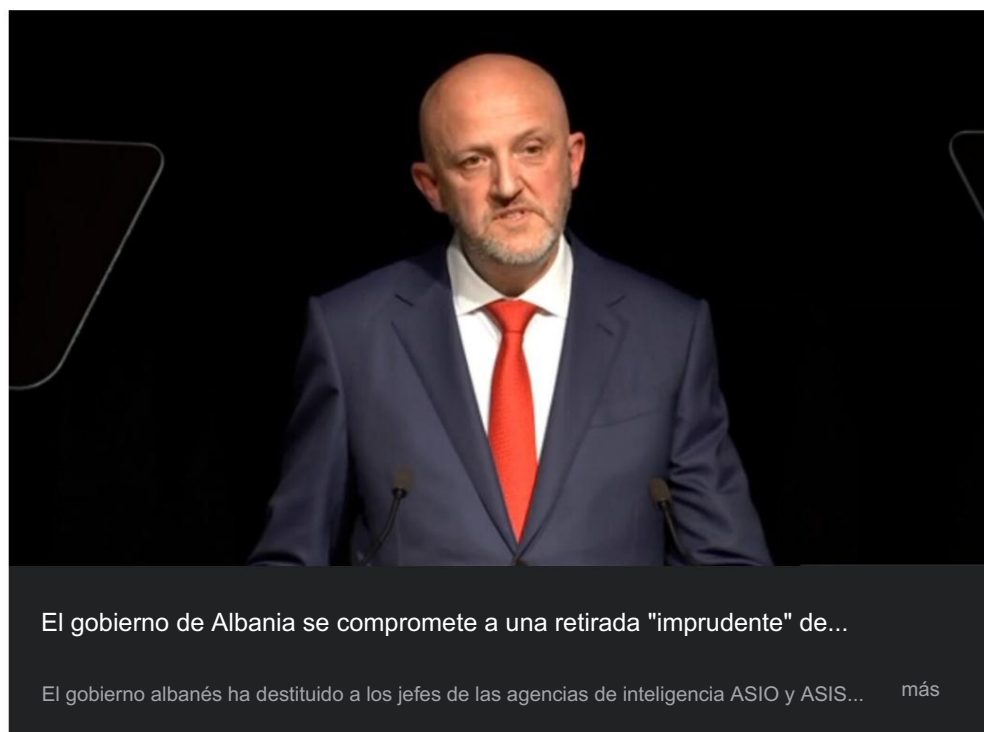 El gobierno de Albania se compromete a una retirada "imprudente" de...
El gobierno albanés ha destituido a los jefes de las agencias de inteligencia ASIO y ASIS...
más